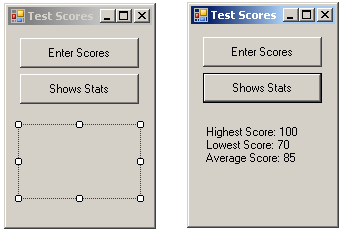 Test Scores
Enter Scores
Shows Stats
Test Scores
Enter Scores
Shows Stats
Highest Score: 100
Lowest Score: 70
Average Score: 85